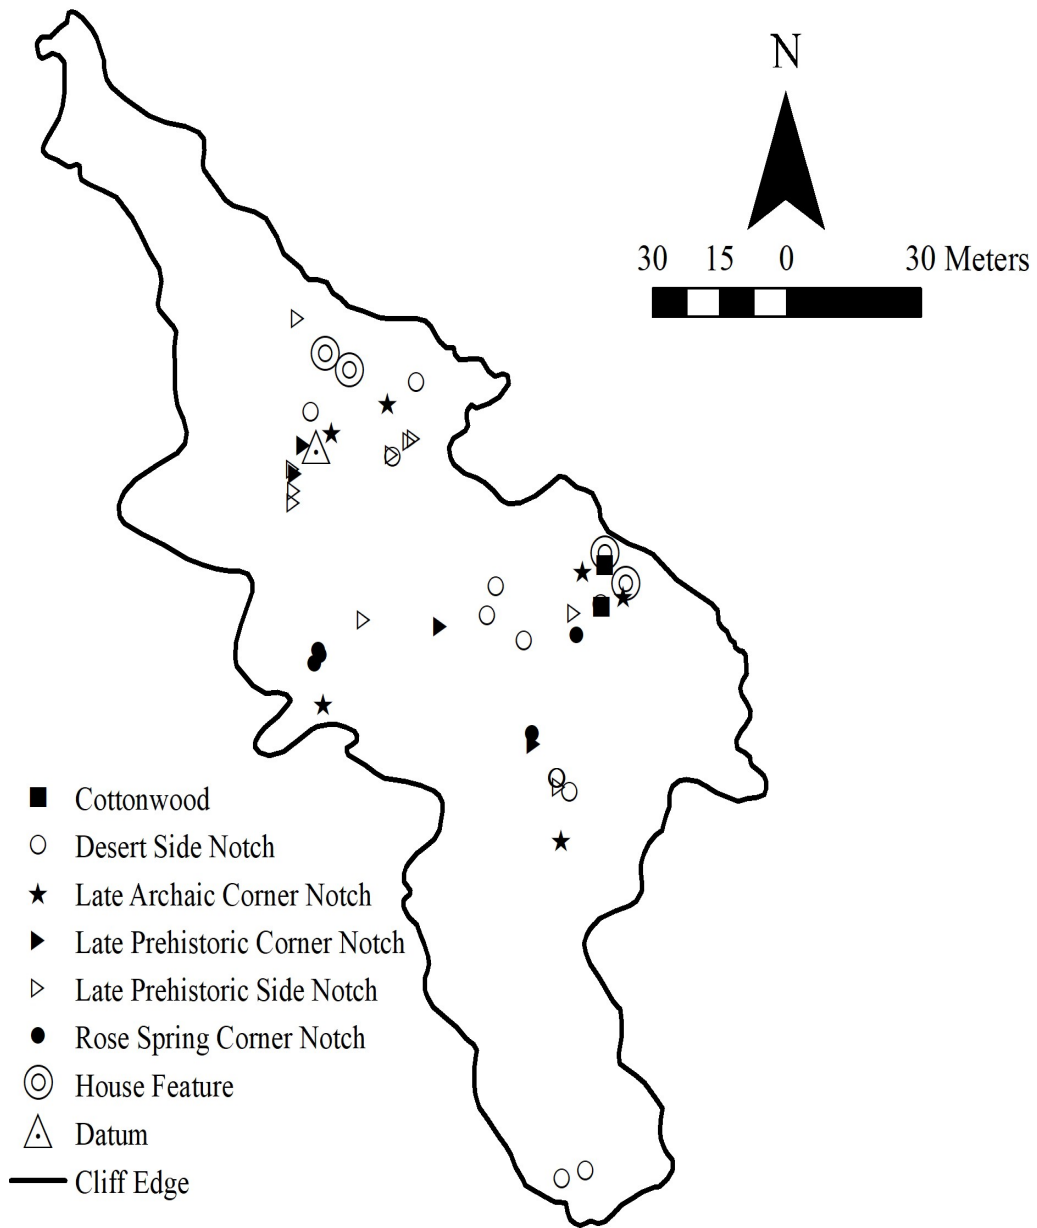 N
30 15 0 30 Meters
Cottonwood
Desert Side Notch
Late Archaic Corner Notch
Late Prehistoric Corner Notch
Late Prehistoric Side Notch
Rose Spring Corner Notch
House Feature
Datum
Cliff Edge